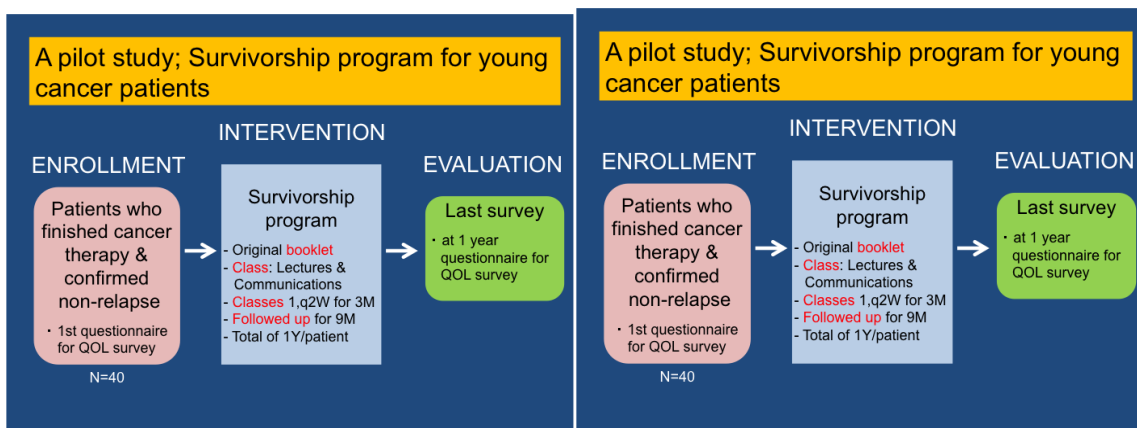 A pilot study; Survivorship program for young
cancer patients
INTERVENTION
ENROLLMENT
EVALUATION
Patients who
finished cancer
therapy &
confirmed
non-relapse
・1st questionnaire
for QOL survey
N=40
Survivorship
program
- Original booklet
- Class: Lectures &
Communications
- Classes 1,q2W for 3M
- Followed up for 9M
- Total of 1Y/patient
Last survey
・at 1 year
questionnaire for
QOL survey
A pilot study; Survivorship program for young
cancer patients
INTERVENTION
ENROLLMENT
EVALUATION
Patients who
finished cancer
therapy &
confirmed
non-relapse
・1st questionnaire
for QOL survey
N=40
Survivorship
program
- Original booklet
- Class: Lectures &
Communications
- Classes 1,q2W for 3M
- Followed up for 9M
- Total of 1Y/patient
Last survey
・at 1 year
questionnaire for
QOL survey